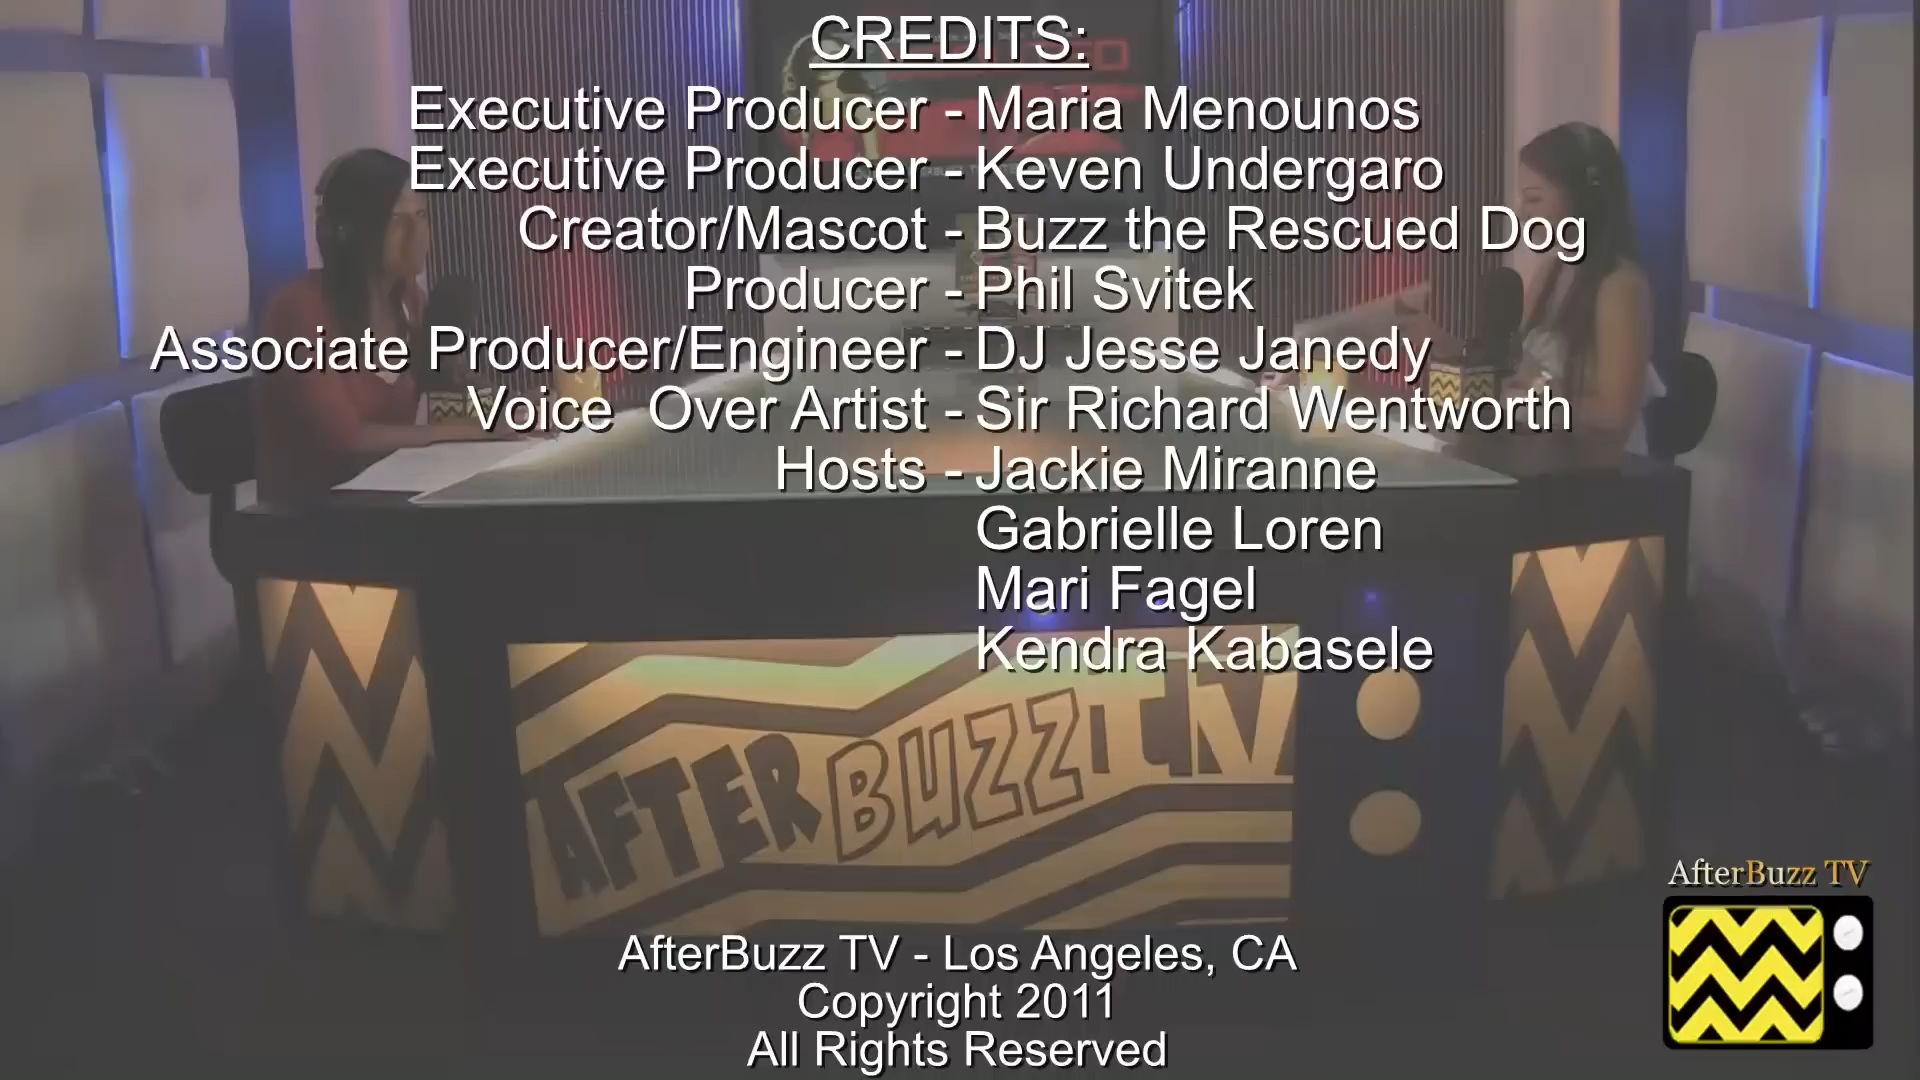 CREDITS:
Executive Producer - Maria Menounos
Executive Producer - Keven Undergaro
Creator/Mascot - Buzz the Rescued Dog
Producer - Phil Svitek
Associate Producer/Engineer - DJ Jesse Janedy
Voice Over Artist - Sir Richard Wentworth
Hosts - Jackie Miranne
Gabrielle Loren
Mari Fagel
Kendra Kabasele
AFTER BUZZ TV
AfterBuzz TV
AfterBuzz TV - Los Angeles, CA
Copyright 2011
All Rights Reserved